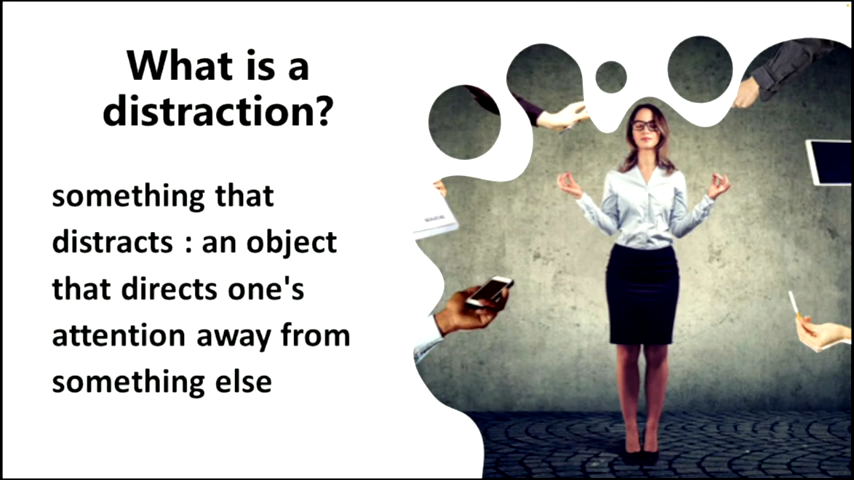 What is a
distraction?
something that
distracts : an object
that directs one's
attention away from
something else